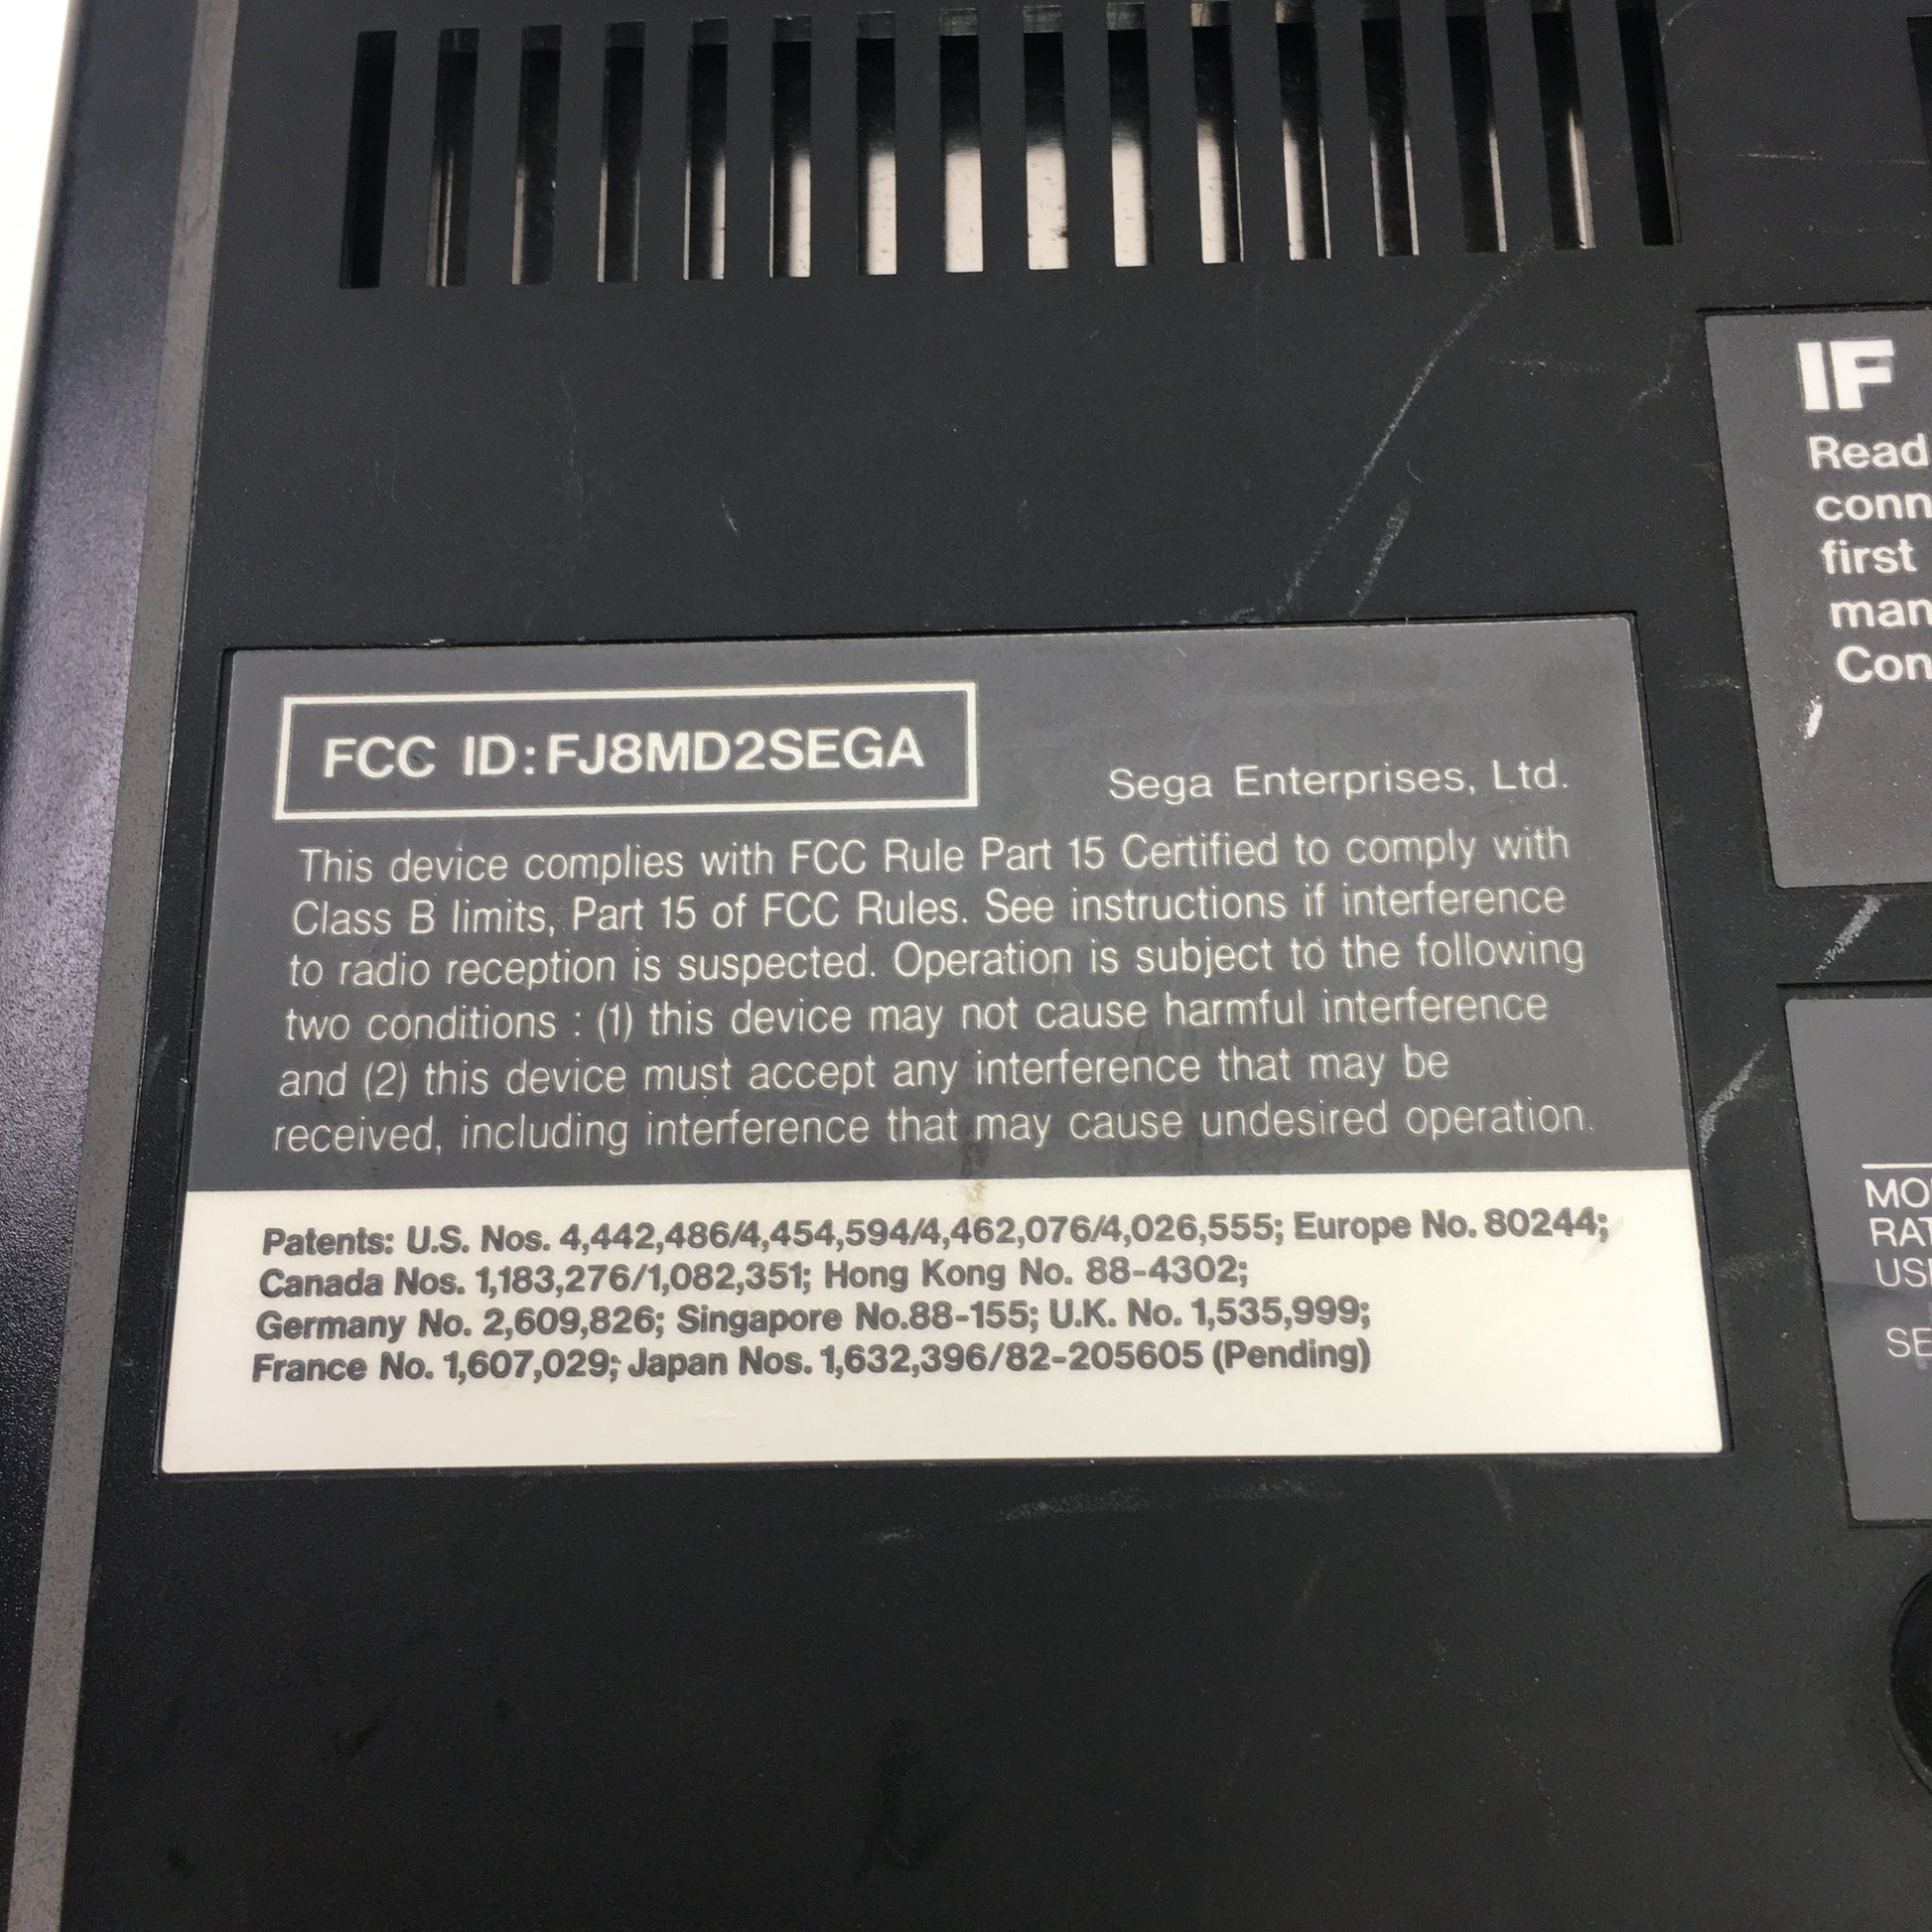 FCC ID:FJ8MD2SEGA
Sega Enterprises, Ltd.
This device complies with FCC Rule Part 15 Certified to comply with
Class B limits, Part 15 of FCC Rules. See instructions if interference
to radio reception is suspected. Operation is subject to the following
two conditions : (1) this device may not cause harmful interference
and (2) this device must accept any interference that may be
received, including interference that may cause undesired operation.
Patents: U.S. Nos. 4,442,486/4,454,594/4,462,076/4,026,555; Europe No. 80244;
Canada Nos. 1,183,276/1,082,351; Hong Kong No. 88-4302;
Germany No. 2,609,826; Singapore No.88-155; U.K. No. 1,535,999;
France No. 1,607,029; Japan Nos. 1,632,396/82-205605 (Pending)
IF
Read
conn
first
man
Con
MO
RAT
US
SE